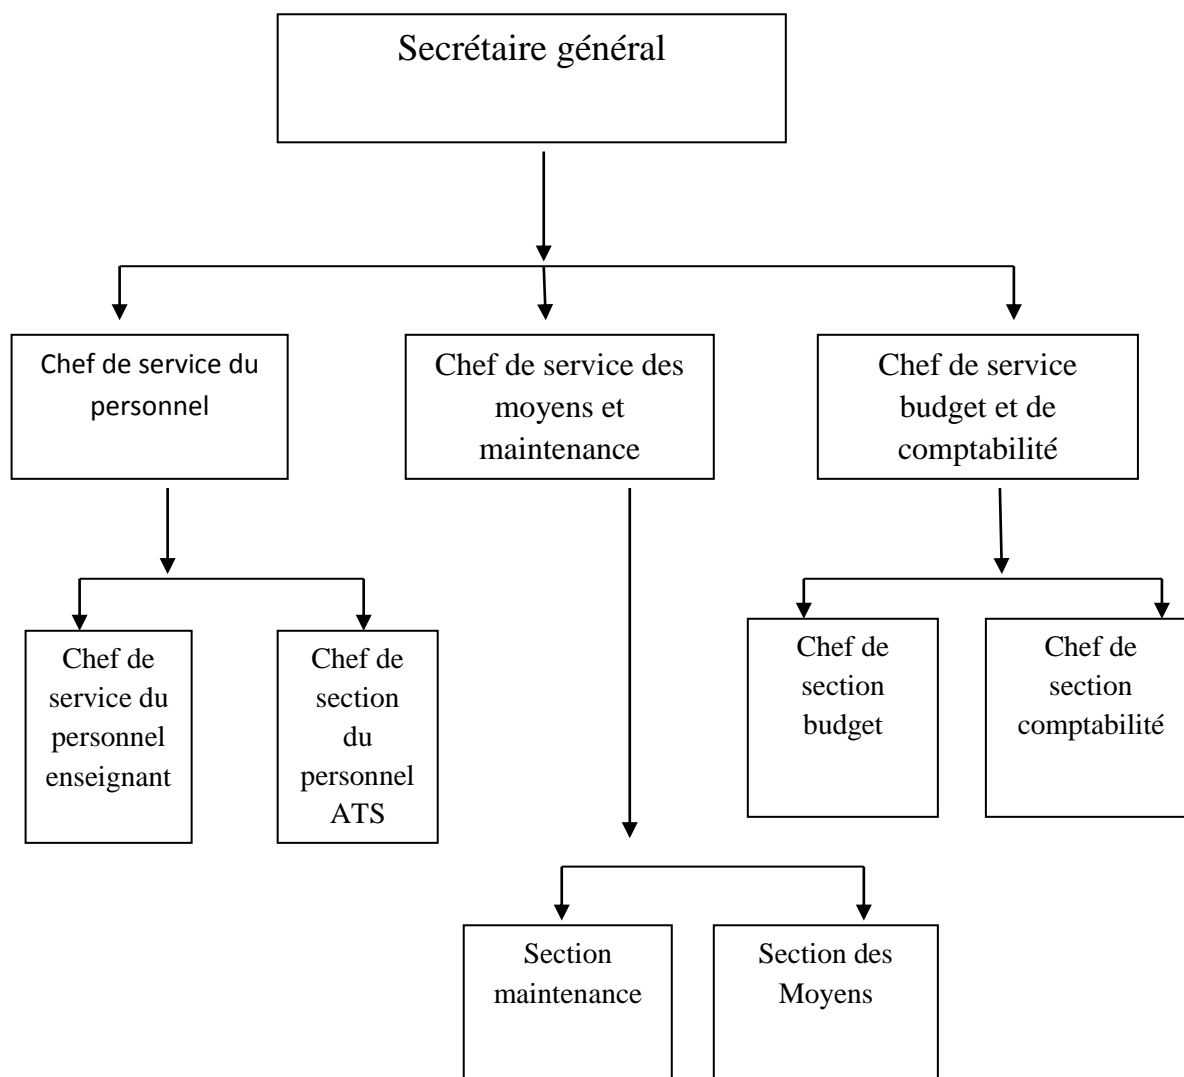 Secrétaire général
Chef de service du
personnel
Chef de service des
moyens et
maintenance
Chef de service
budget et de
comptabilité
Chef de
service du
personnel
enseignant
Chef de
section
du
personnel
ATS
Chef de
section
budget
Chef de
section
comptabilité
Section
maintenance
Section des
Moyens